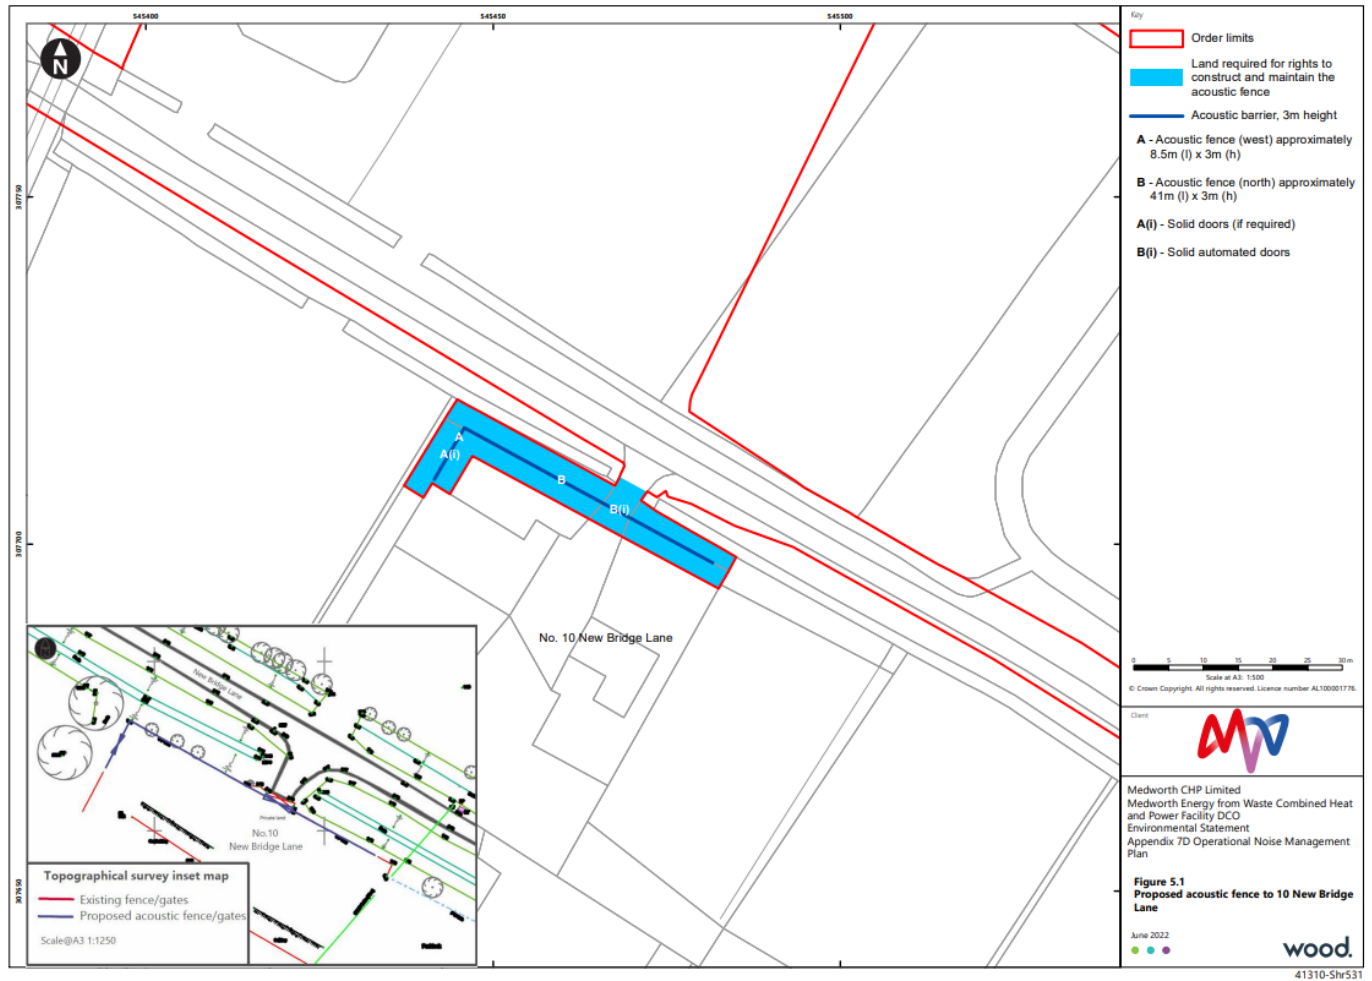 545400
545450
545500
307750
307700
307650
N
A
A(i)
B
B(i)
No. 10 New Bridge Lane
New Bridge Lane
Private land
No.10
New Bridge Lane
Topographical survey inset map
Existing fence/gates
Proposed acoustic fence/gates
Scale@A3 1:1250
Key
Order limits
Land required for rights to
construct and maintain the
acoustic fence
Acoustic barrier, 3m height
A - Acoustic fence (west) approximately
8.5m (l) x 3m (h)
B - Acoustic fence (north) approximately
41m (l) x 3m (h)
A(i) - Solid doors (if required)
B(i) - Solid automated doors
0 5 10 15 20 25 30 m
Scale at A3: 1:500
© Crown Copyright. All rights reserved. Licence number AL100001776.
Client
Medworth CHP Limited
Medworth Energy from Waste Combined Heat
and Power Facility DCO
Environmental Statement
Appendix 7D Operational Noise Management
Plan
Figure 5.1
Proposed acoustic fence to 10 New Bridge
Lane
June 2022
wood.
41310-Shr531